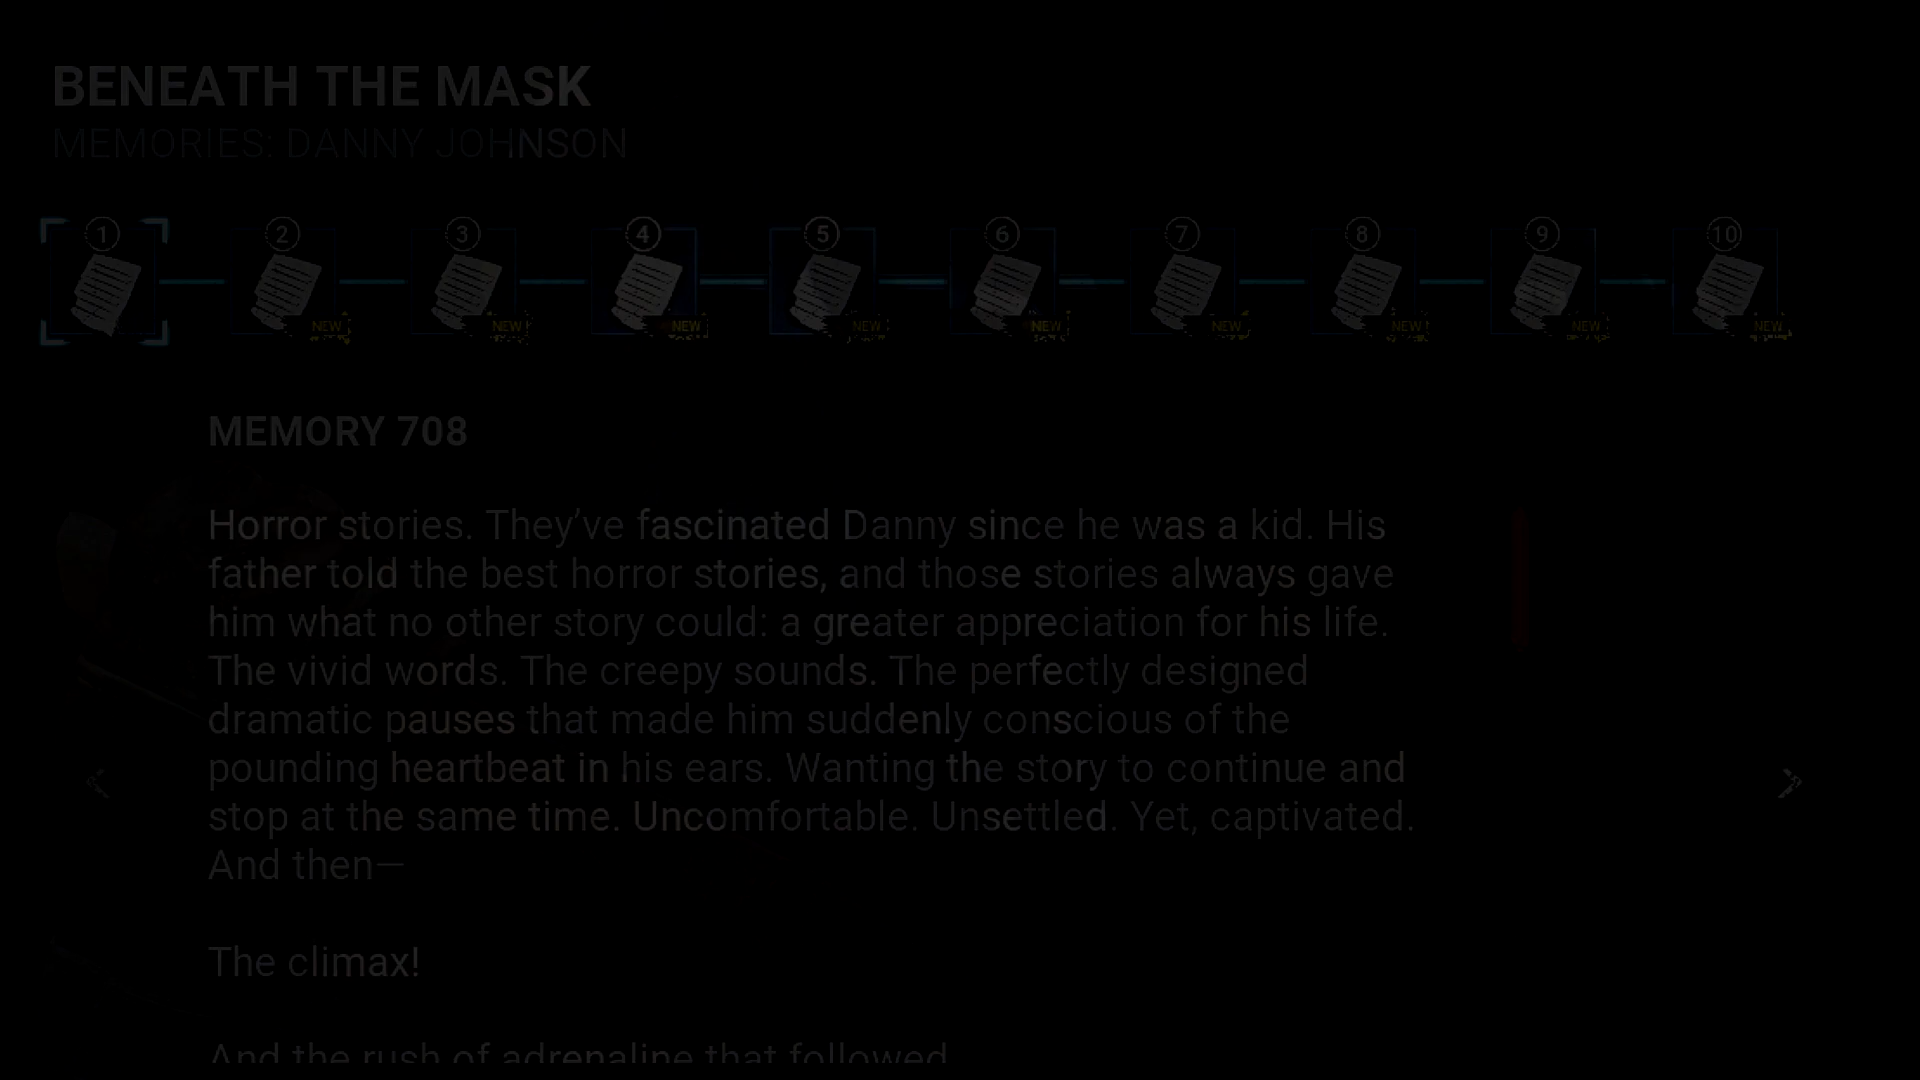 BENEATH THE MASK
MEMORIES: DANNY JOHNSON
1 2 3 4 5 6 7 8 9 10
NEW NEW NEW NEW NEW NEW NEW NEW NEW
MEMORY 708
Horror stories. They’ve fascinated Danny since he was a kid. His
father told the best horror stories, and those stories always gave
him what no other story could: a greater appreciation for his life.
The vivid words. The creepy sounds. The perfectly designed
dramatic pauses that made him suddenly conscious of the
pounding heartbeat in his ears. Wanting the story to continue and
stop at the same time. Uncomfortable. Unsettled. Yet, captivated.
And then—
The climax!
And the rush of adrenaline that followed